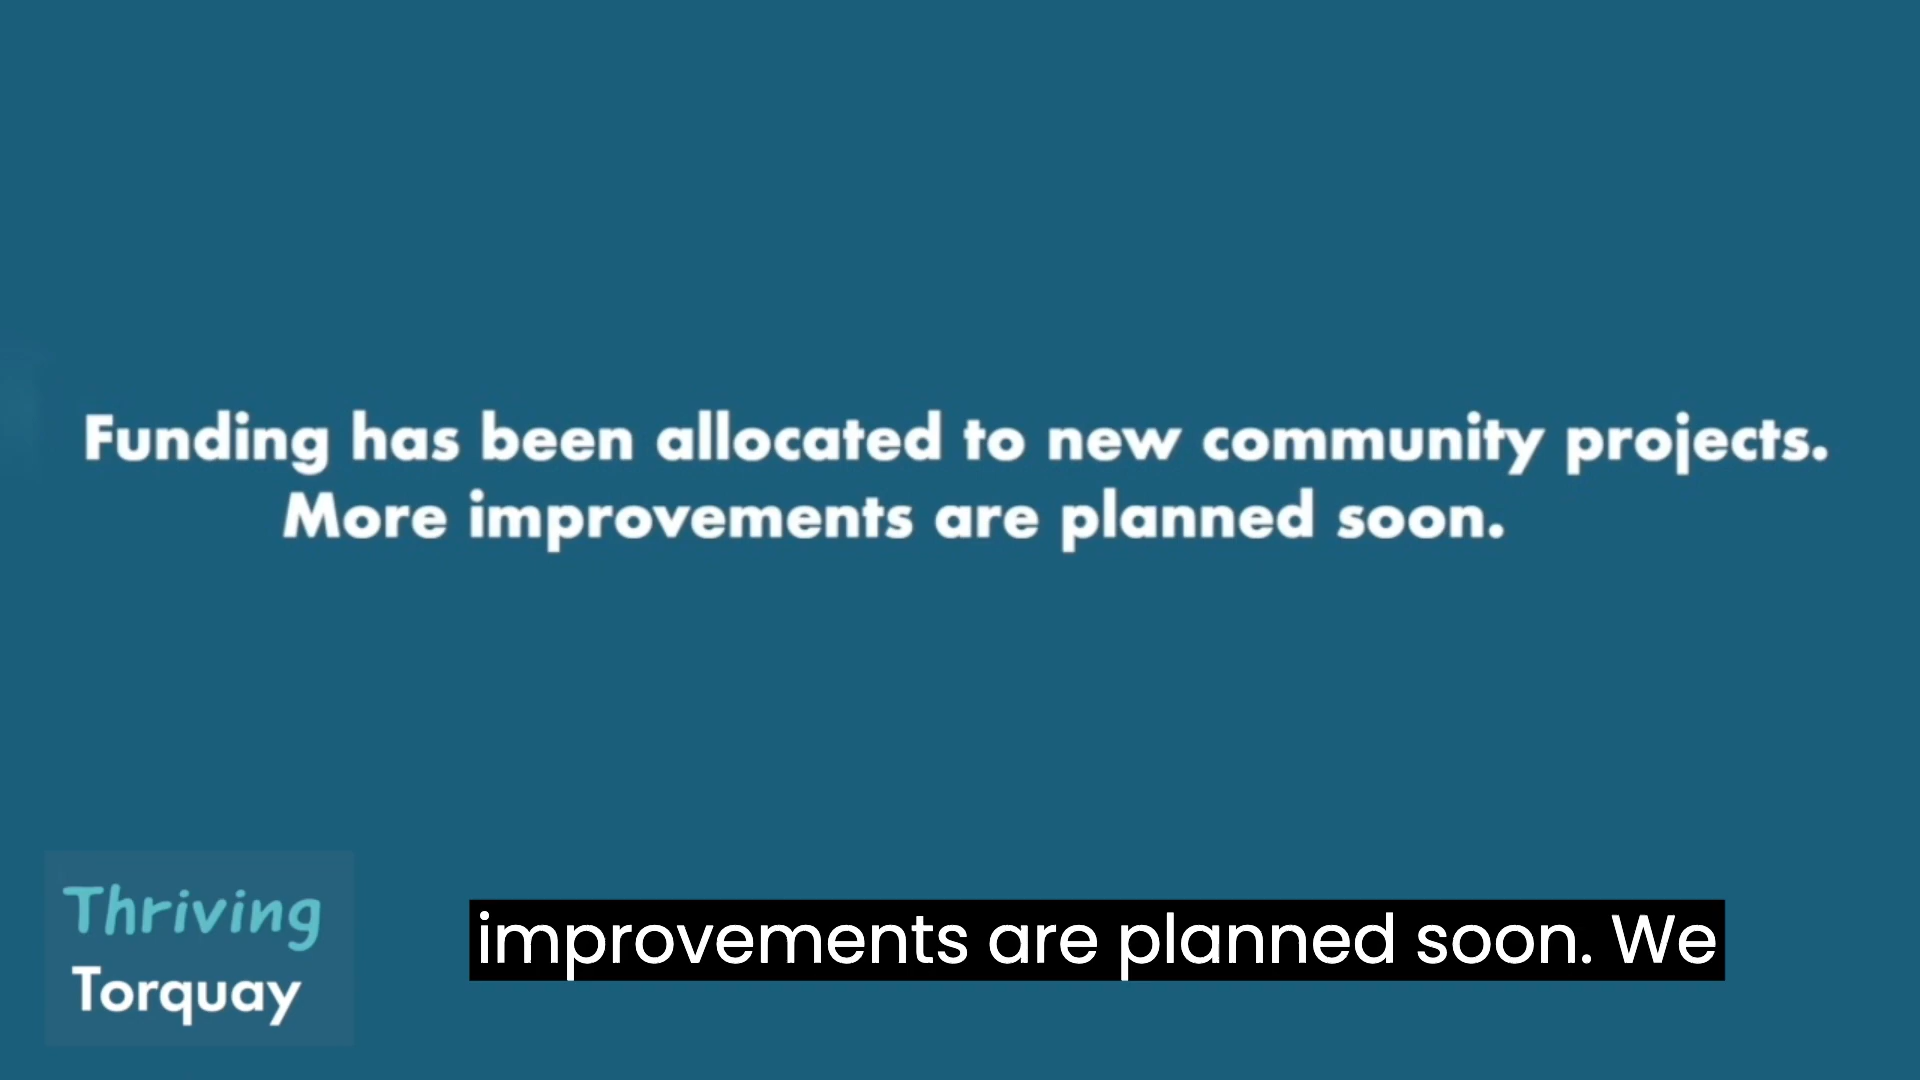 Funding has been allocated to new community projects.
More improvements are planned soon.
Thriving
Torquay
improvements are planned soon. We